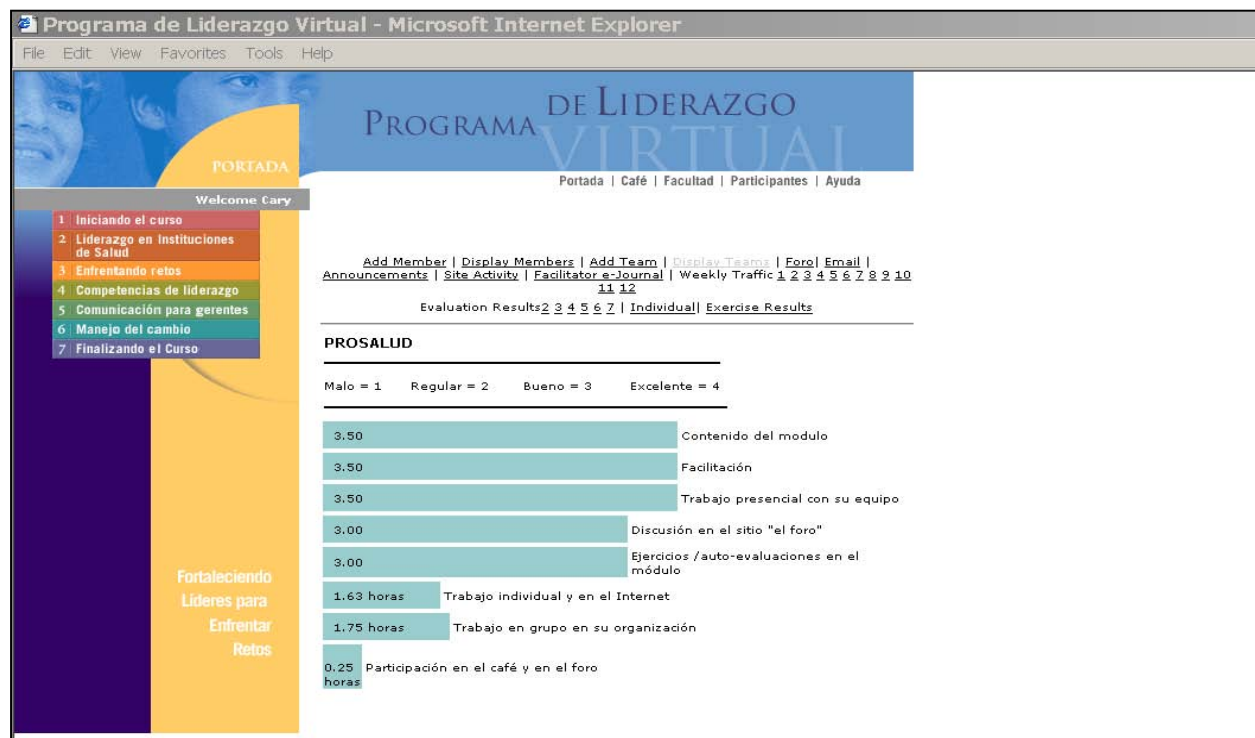 Programa de Liderazgo Virtual - Microsoft Internet Explorer
File Edit View Favorites Tools Help
PROGRAMA DE LIDERAZGO
VIRTUAL
PORTADA
Portada | Café | Facultad | Participantes | Ayuda
Welcome Cary
1 Iniciando el curso
2 Liderazgo en Instituciones
de Salud
3 Enfrentando retos
4 Competencias de liderazgo
5 Comunicación para gerentes
6 Manejo del cambio
7 Finalizando el Curso
Add Member | Display Members | Add Team | Display Teams | Foro| Email |
Announcements | Site Activity | Facilitator e-Journal | Weekly Traffic 1 2 3 4 5 6 7 8 9 10
11 12
Evaluation Results2 3 4 5 6 7 | Individual| Exercise Results
PROSALUD
Malo = 1 Regular = 2 Bueno = 3 Excelente = 4
3.50 Contenido del modulo
3.50 Facilitación
3.50 Trabajo presencial con su equipo
3.00 Discusión en el sitio "el foro"
3.00 Ejercicios /auto-evaluaciones en el
módulo
1.63 horas Trabajo individual y en el Internet
1.75 horas Trabajo en grupo en su organización
0.25 Participación en el café y en el foro
horas
Fortaleciendo
Líderes para
Enfrentar
Retos